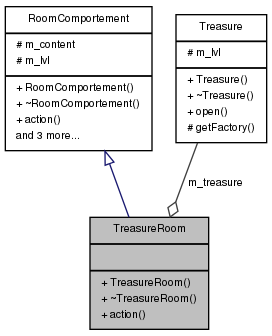 RoomComportement
# m_content
# m_lvl
+ RoomComportement()
+ ~RoomComportement()
+ action()
and 3 more...
Treasure
# m_lvl
+ Treasure()
+ ~Treasure()
+ open()
# getFactory()
m_treasure
TreasureRoom
+ TreasureRoom()
+ ~TreasureRoom()
+ action()